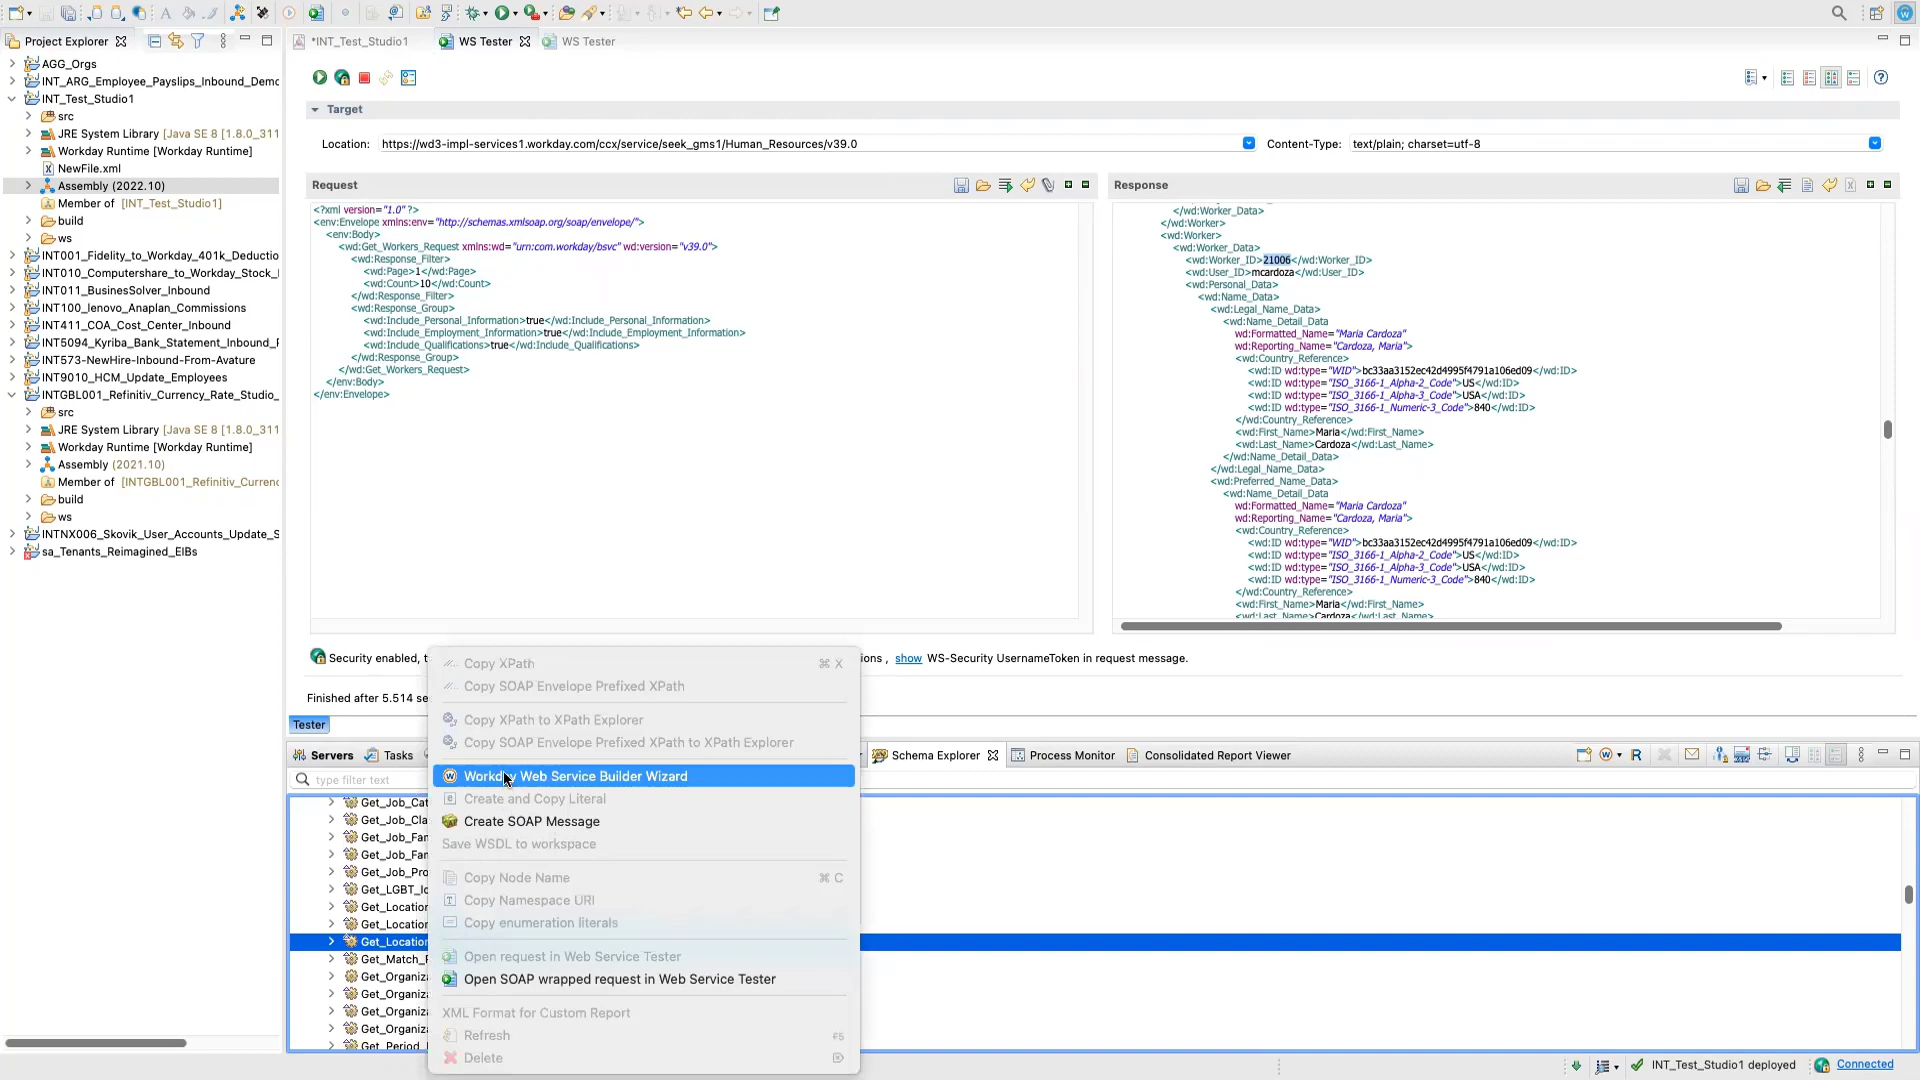 Project Explorer
*INT_Test_Studio1
WS Tester
WS Tester
AGG_Orgs
INT_ARG_Employee_Payslips_Inbound_Demo
INT_Test_Studio1
src
JRE System Library [Java SE 8 [1.8.0_311
Workday Runtime [Workday Runtime]
NewFile.xml
Assembly (2022.10)
Member of [INT_Test_Studio1]
build
ws
INT001_Fidelity_to_Workday_401k_Deductio
INT010_Computershare_to_Workday_Stock_
INT011_BusinesSolver_Inbound
INT100_lenovo_Anaplan_Commissions
INT411_COA_Cost_Center_Inbound
INT5094_Kyriba_Bank_Statement_Inbound_
INT573-NewHire-Inbound-From-Avature
INT9010_HCM_Update_Employees
INTGBL001_Refinitiv_Currency_Rate_Studio_
src
JRE System Library [Java SE 8 [1.8.0_311
Workday Runtime [Workday Runtime]
Assembly (2021.10)
Member of [INTGBL001_Refinitiv_Currenc
build
ws
INTNX006_Skovik_User_Accounts_Update_S
sa_Tenants_Reimagined_EIBs
Target
Location: https://wd3-impl-services1.workday.com/ccx/service/seek_gms1/Human_Resources/v39.0
Content-Type: text/plain; charset=utf-8
Request
<?xml version="1.0" ?>
<env:Envelope xmlns:env="http://schemas.xmlsoap.org/soap/envelope/">
<env:Body>
<wd:Get_Workers_Request xmlns:wd="urn:com.workday/bsvc" wd:version="v39.0">
<wd:Response_Filter>
<wd:Page>1</wd:Page>
<wd:Count>10</wd:Count>
</wd:Response_Filter>
<wd:Response_Group>
<wd:Include_Personal_Information>true</wd:Include_Personal_Information>
<wd:Include_Employment_Information>true</wd:Include_Employment_Information>
<wd:Include_Qualifications>true</wd:Include_Qualifications>
</wd:Response_Group>
</wd:Get_Workers_Request>
</env:Body>
</env:Envelope>
Response
</wd:Worker_Data>
</wd:Worker>
<wd:Worker>
<wd:Worker_Data>
<wd:Worker_ID>21006</wd:Worker_ID>
<wd:User_ID>mcardoza</wd:User_ID>
<wd:Personal_Data>
<wd:Name_Data>
<wd:Legal_Name_Data>
<wd:Name_Detail_Data
wd:Formatted_Name="Maria Cardoza"
wd:Reporting_Name="Cardoza, Maria">
<wd:Country_Reference>
<wd:ID wd:type="WID">bc33aa3152ec42d4995f4791a106ed09</wd:ID>
<wd:ID wd:type="ISO_3166-1_Alpha-2_Code">US</wd:ID>
<wd:ID wd:type="ISO_3166-1_Alpha-3_Code">USA</wd:ID>
<wd:ID wd:type="ISO_3166-1_Numeric-3_Code">840</wd:ID>
</wd:Country_Reference>
<wd:First_Name>Maria</wd:First_Name>
<wd:Last_Name>Cardoza</wd:Last_Name>
</wd:Name_Detail_Data>
</wd:Legal_Name_Data>
<wd:Preferred_Name_Data>
<wd:Name_Detail_Data
wd:Formatted_Name="Maria Cardoza"
wd:Reporting_Name="Cardoza, Maria">
<wd:Country_Reference>
<wd:ID wd:type="WID">bc33aa3152ec42d4995f4791a106ed09</wd:ID>
<wd:ID wd:type="ISO_3166-1_Alpha-2_Code">US</wd:ID>
<wd:ID wd:type="ISO_3166-1_Alpha-3_Code">USA</wd:ID>
<wd:ID wd:type="ISO_3166-1_Numeric-3_Code">840</wd:ID>
</wd:Country_Reference>
<wd:First_Name>Maria</wd:First_Name>
<wd:Last_Name>Cardoza</wd:Last_Name>
Security enabled, t
ions , show WS-Security UsernameToken in request message.
Finished after 5.514 se
Tester
Servers
Tasks
Schema Explorer
Process Monitor
Consolidated Report Viewer
type filter text
Get_Job_Cat
Get_Job_Cla
Get_Job_Fam
Get_Job_Fam
Get_Job_Pro
Get_LGBT_Id
Get_Location
Get_Location
Get_Location
Get_Match_
Get_Organiza
Get_Organiza
Get_Organiza
Get_Organiza
Get_Period_
Copy XPath ⌘ X
Copy SOAP Envelope Prefixed XPath
Copy XPath to XPath Explorer
Copy SOAP Envelope Prefixed XPath to XPath Explorer
Workday Web Service Builder Wizard
Create and Copy Literal
Create SOAP Message
Save WSDL to workspace
Copy Node Name ⌘ C
Copy Namespace URI
Copy enumeration literals
Open request in Web Service Tester
Open SOAP wrapped request in Web Service Tester
XML Format for Custom Report
Refresh F5
Delete
INT_Test_Studio1 deployed
Connected